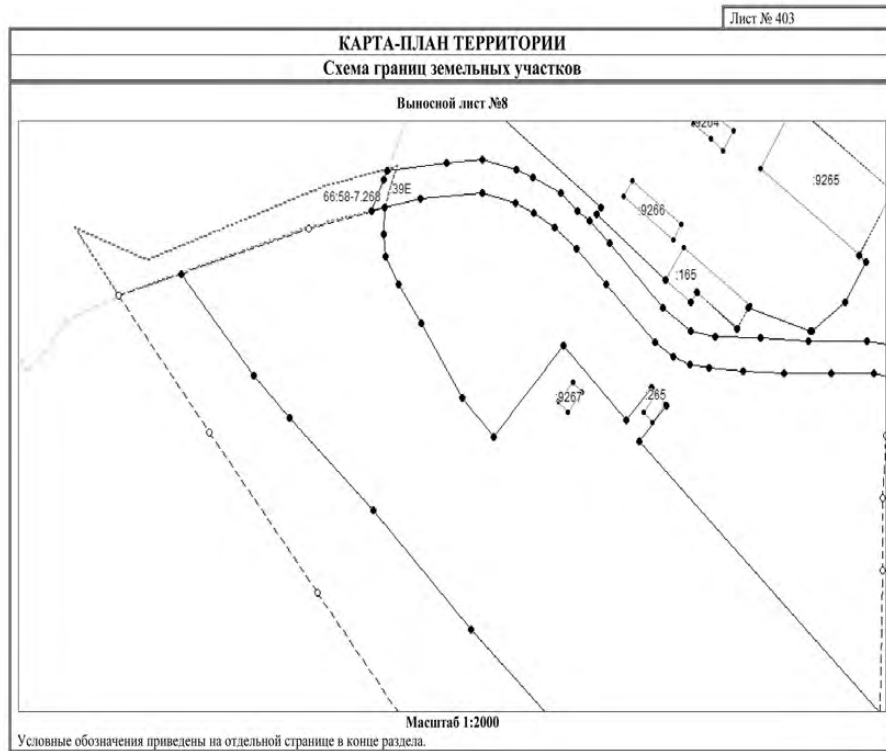 Лист № 403
КАРТА-ПЛАН ТЕРРИТОРИИ
Схема границ земельных участков
Выносной лист №8
:9204
:9265
39E
66:58-7.268
:9266
:165
:9267
:265
Масштаб 1:2000
Условные обозначения приведены на отдельной странице в конце раздела.